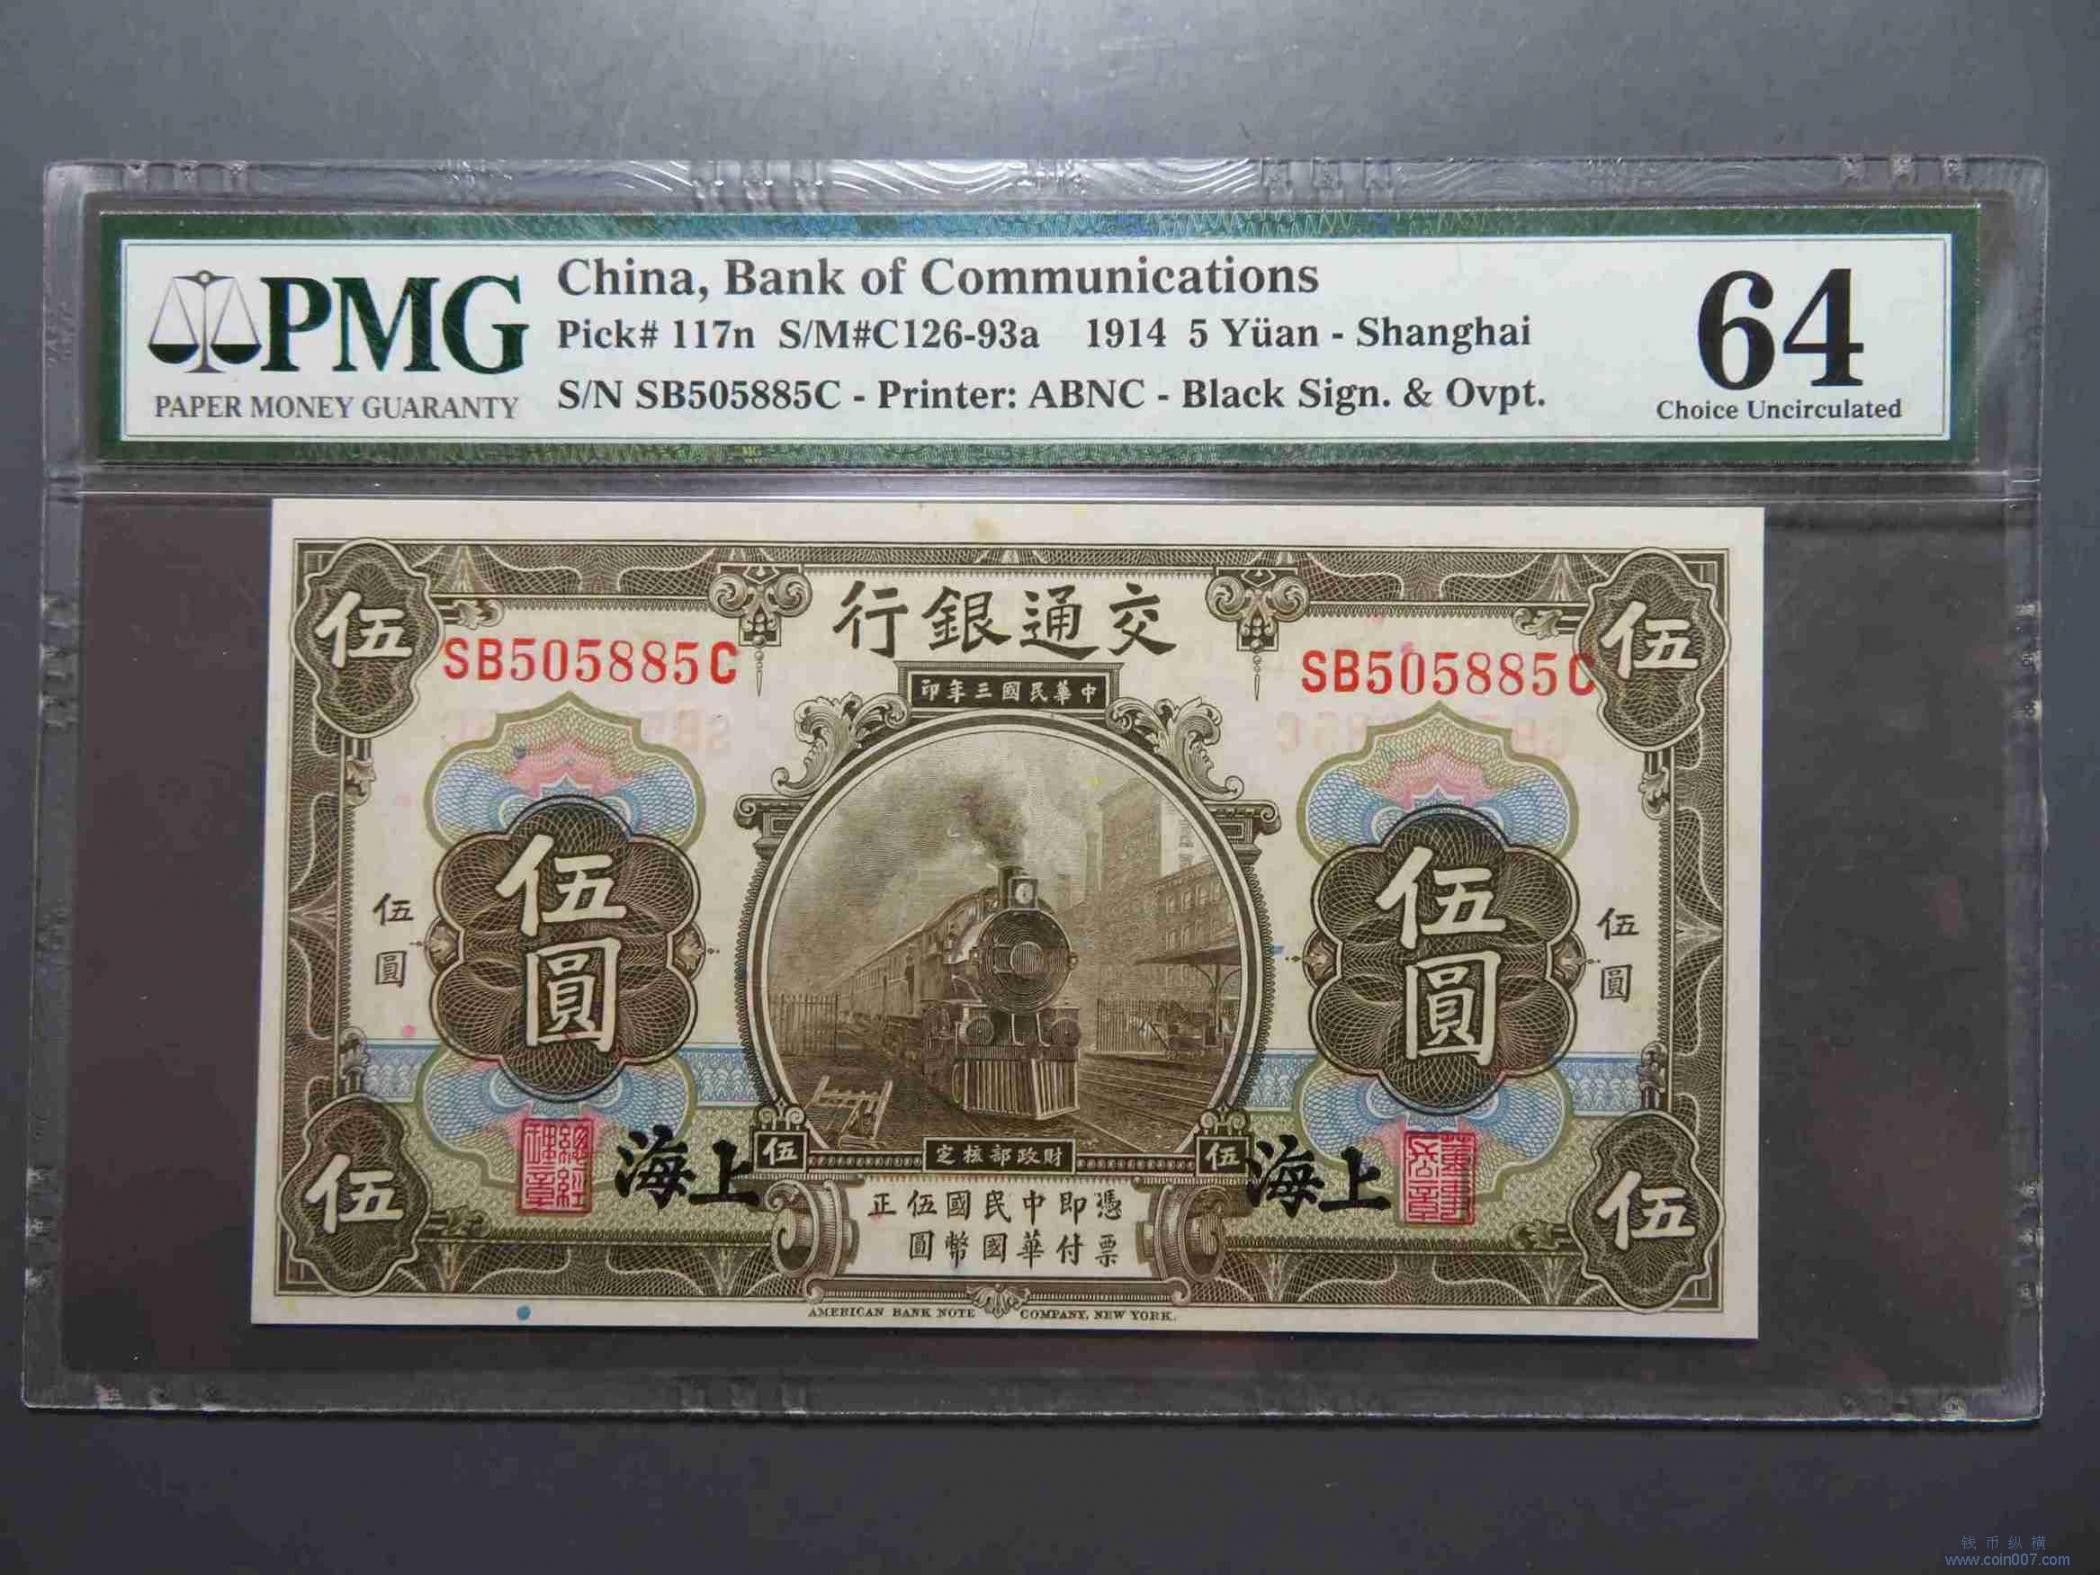 PMG
PAPER MONEY GUARANTY
China, Bank of Communications
Pick# 117n S/M#C126-93a 1914 5 Yüan - Shanghai
S/N SB505885C - Printer: ABNC - Black Sign. & Ovpt.
64
Choice Uncirculated
行銀通交
伍
伍
SB505885C
SB505885C
印年三國民華中
伍圓
伍圓
伍圓
伍圓
總經理章
海上
伍
定核部政財
伍
海上
伍
伍
正伍國民中即憑
圓幣國華付票
AMERICAN BANK NOTE COMPANY, NEW YORK.
钱币纵横
www.coin007.com